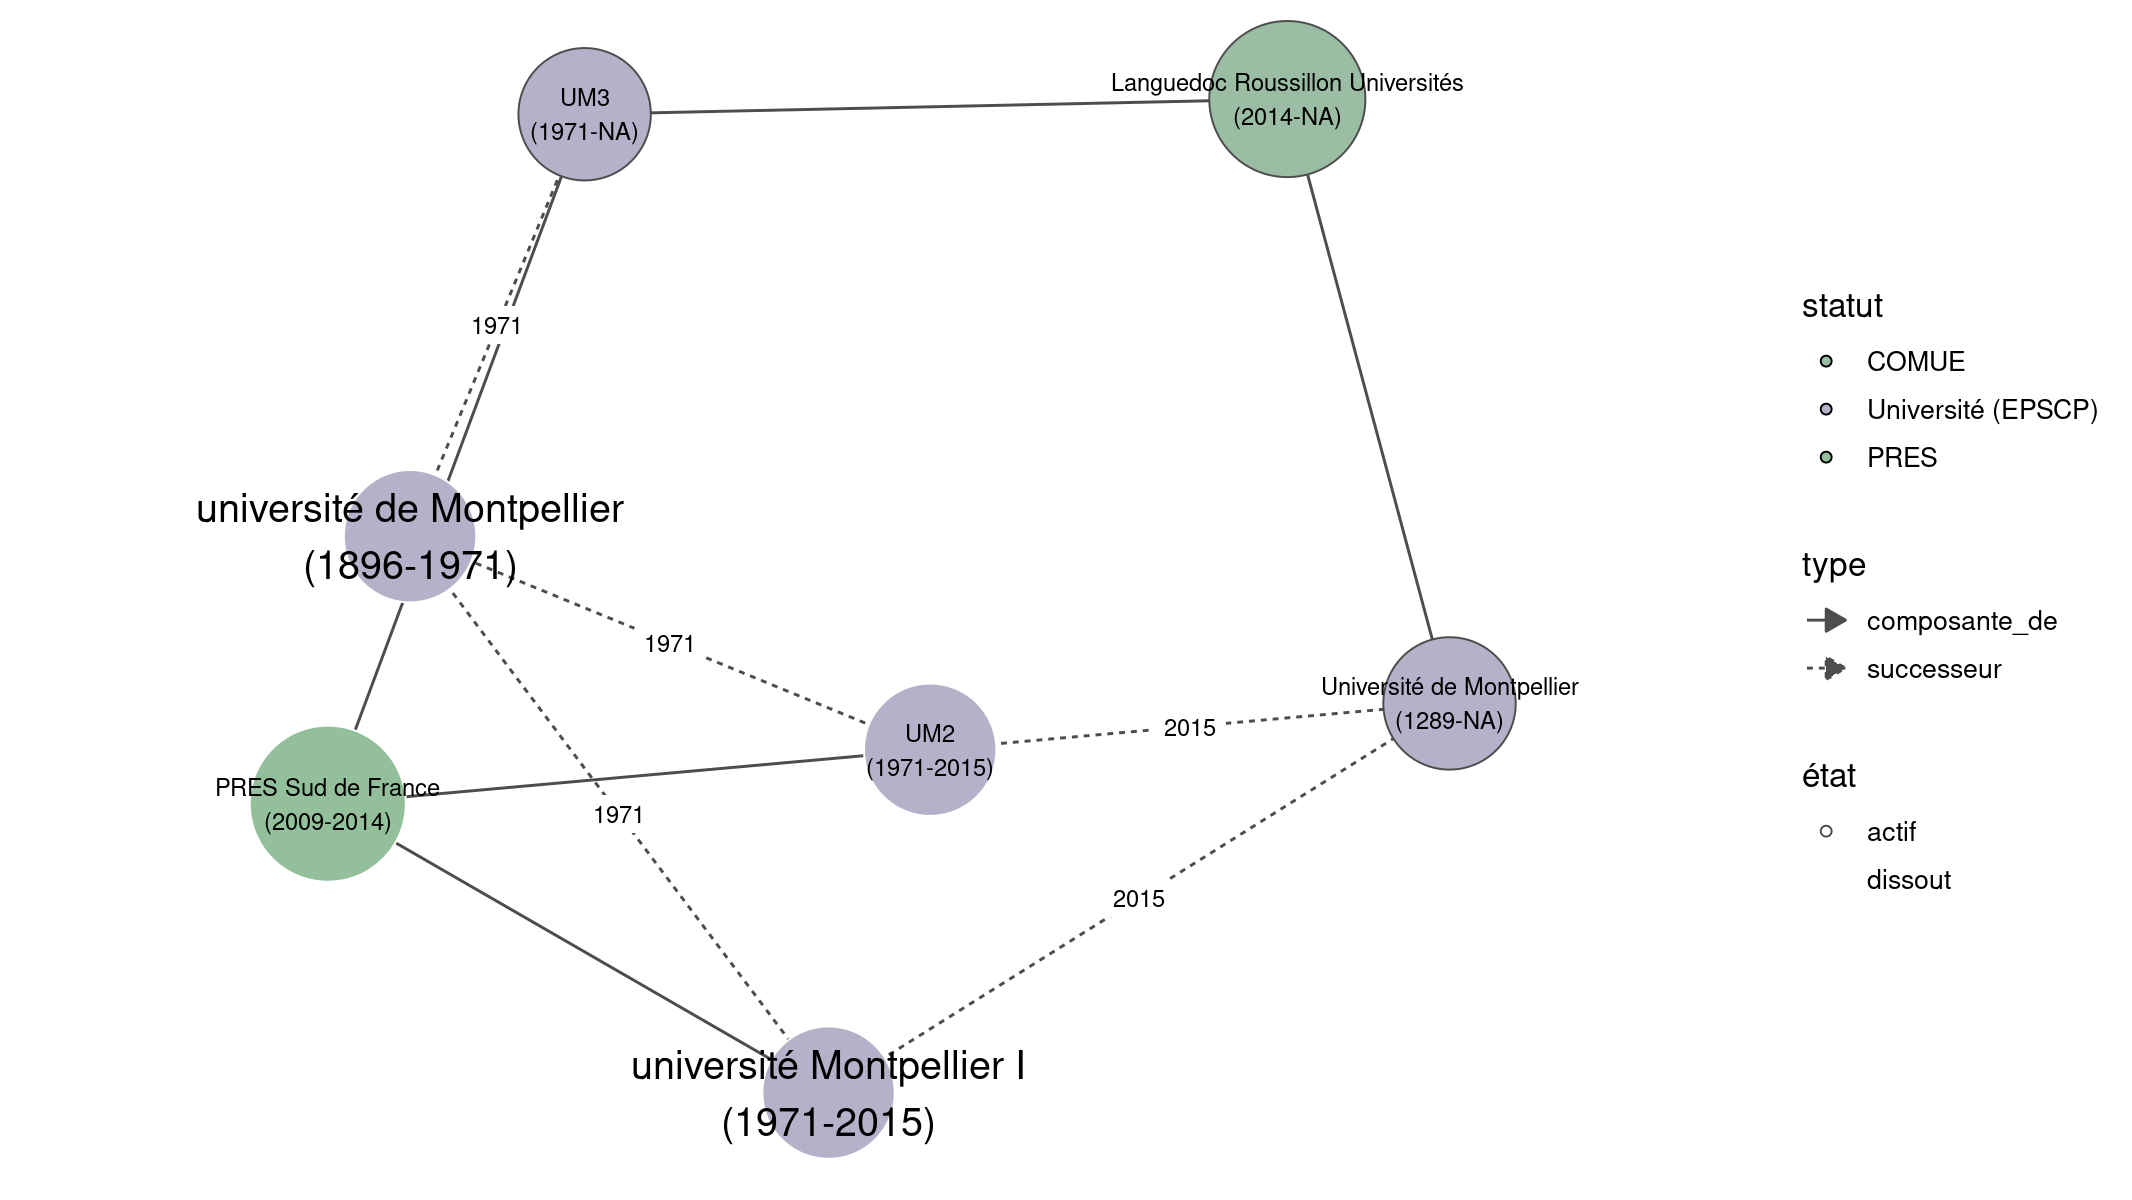 UM3
(1971-NA)
Languedoc Roussillon Universités
(2014-NA)
1971
université de Montpellier
(1896-1971)
1971
UM2
(1971-2015)
2015
Université de Montpellier
(1289-NA)
PRES Sud de France
(2009-2014)
1971
2015
université Montpellier I
(1971-2015)
statut
COMUE
Université (EPSCP)
PRES
type
composante_de
successeur
état
actif
dissout